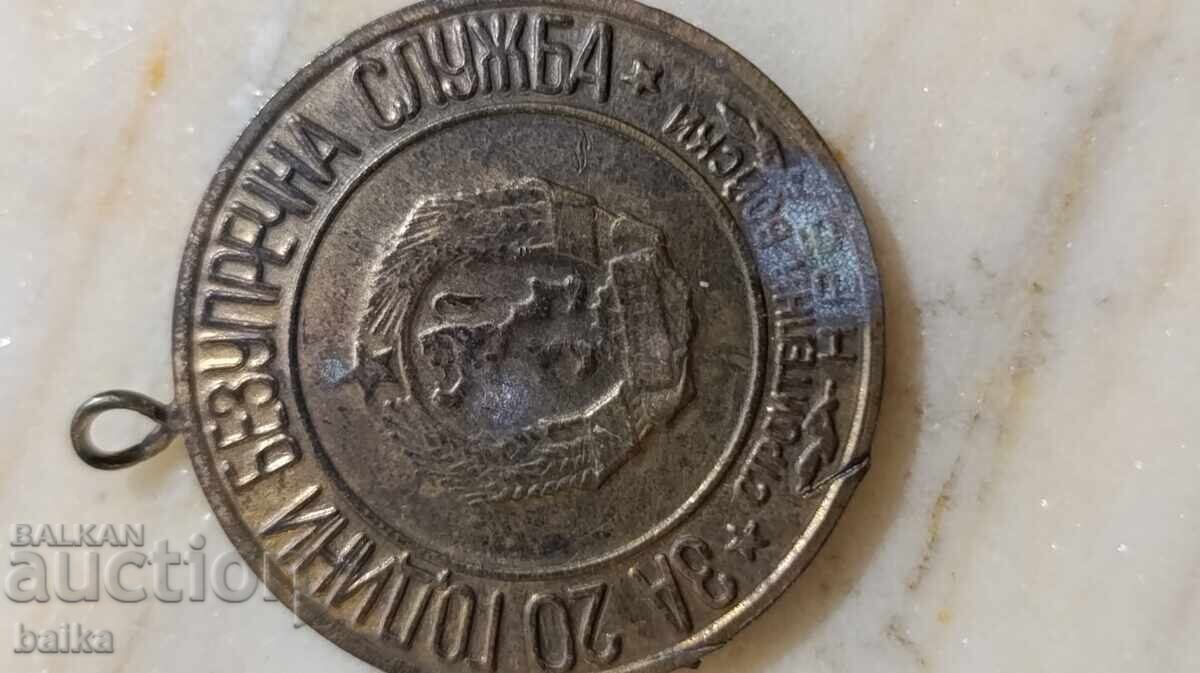 ЗА 20 ГОДИНИ БЕЗУПРЕЧНА СЛУЖБА
СТРОИТЕЛНИ ВОЙСКИ
BALKAN
auction
baika